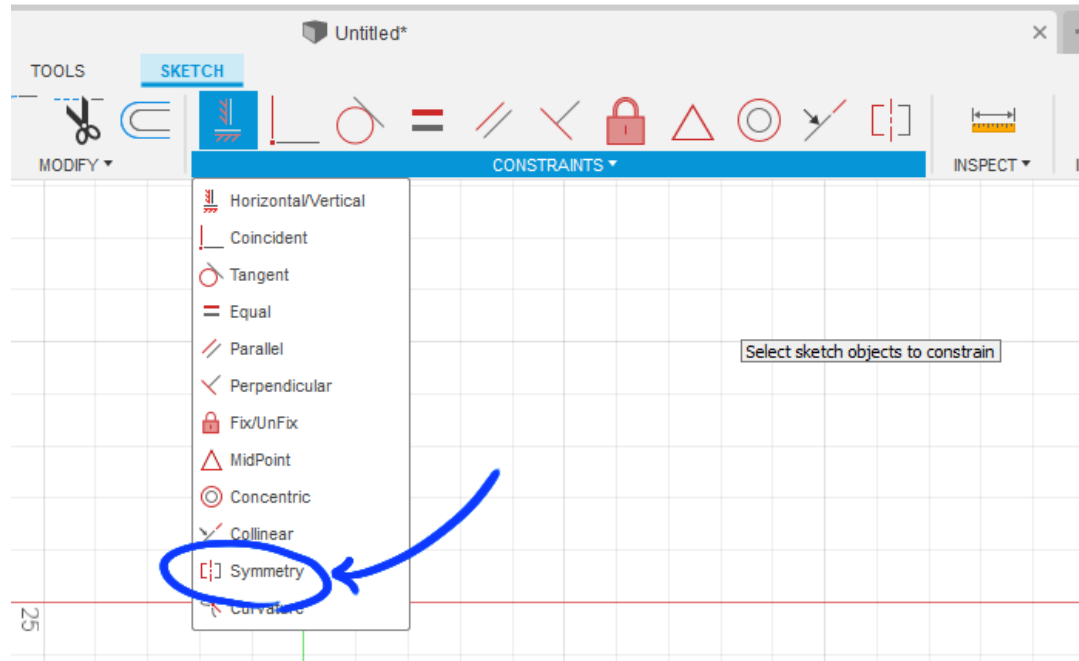 Untitled*
TOOLS
SKETCH
MODIFY
CONSTRAINTS
INSPECT
Horizontal/Vertical
Coincident
Tangent
Equal
Parallel
Select sketch objects to constrain
Perpendicular
Fix/UnFix
MidPoint
Concentric
Collinear
Symmetry
Curvature
25